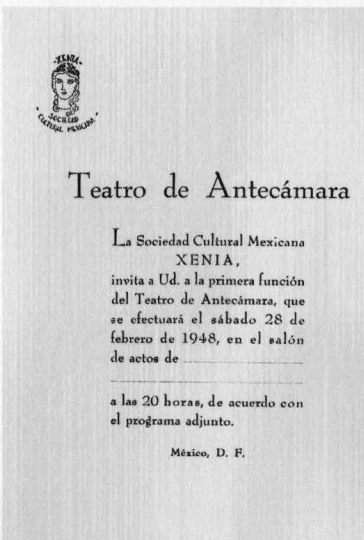 XENIA
SOCIEDAD
CULTURAL MEXICANA
Teatro de Antecámara
La Sociedad Cultural Mexicana
XENIA,
invita a Ud. a la primera función
del Teatro de Antecámara, que
se efectuará el sábado 28 de
febrero de 1948, en el salón
de actos de
a las 20 horas, de acuerdo con
el programa adjunto.
México, D. F.